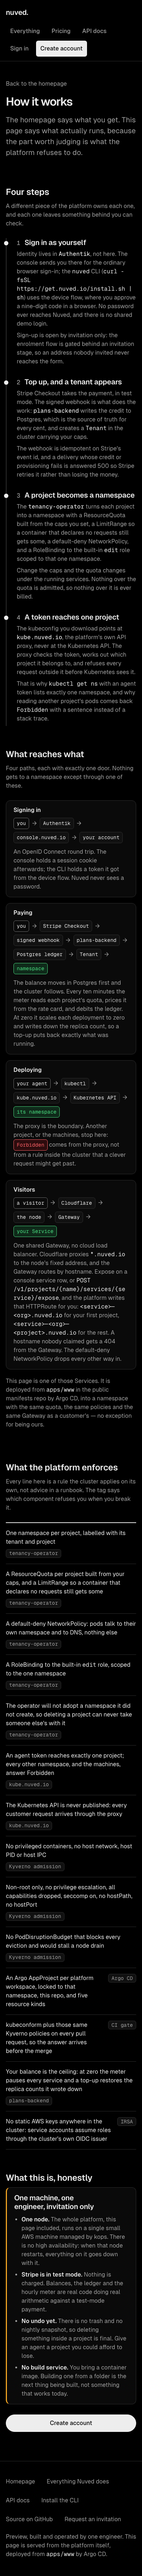 nuved.
Everything Pricing API docs
Sign in Create account
Back to the homepage
How it works
The homepage says what you get. This
page says what actually runs, because
the part worth judging is what the
platform refuses to do.
Four steps
A different piece of the platform owns each one,
and each one leaves something behind you can
check.
1 Sign in as yourself
Identity lives in Authentik, not here. The
console sends you there for the ordinary
browser sign-in; the nuved CLI (curl -
fsSL
https://get.nuved.io/install.sh |
sh) uses the device flow, where you approve
a nine-digit code in a browser. No password
ever reaches nuved, and there is no shared
demo login.
Sign-up is open by invitation only: the
enrollment flow is gated behind an invitation
stage, so an address nobody invited never
reaches the form.
2 Top up, and a tenant appears
Stripe Checkout takes the payment, in test
mode. The signed webhook is what does the
work: plans-backend writes the credit to
Postgres, which is the source of truth for
every cent, and creates a Tenant in the
cluster carrying your caps.
The webhook is idempotent on Stripe's
event id, and a delivery whose credit or
provisioning fails is answered 500 so Stripe
retries it rather than losing the money.
3 A project becomes a namespace
The tenancy-operator turns each project
into a namespace with a ResourceQuota
built from the caps you set, a LimitRange so
a container that declares no requests still gets
some, a default-deny NetworkPolicy,
and a RoleBinding to the built-in edit role
scoped to that one namespace.
Change the caps and the quota changes
under the running services. Nothing over the
quota is admitted, so nothing over it is ever
billed.
4 A token reaches one project
The kubeconfig you download points at
kube.nuved.io, the platform's own API
proxy, never at the Kubernetes API. The
proxy checks the token, works out which
project it belongs to, and refuses every
request outside it before Kubernetes sees it.
That is why kubectl get ns with an agent
token lists exactly one namespace, and why
reading another project's pods comes back
Forbidden with a sentence instead of a
stack trace.
What reaches what
Four paths, each with exactly one door. Nothing
gets to a namespace except through one of
these.
Signing in
you → Authentik →
console.nuved.io → your account
An OpenID Connect round trip. The
console holds a session cookie
afterwards; the CLI holds a token it got
from the device flow. Nuved never sees a
password.
Paying
you → Stripe Checkout →
signed webhook → plans-backend →
Postgres ledger → Tenant →
namespace
The balance moves in Postgres first and
the cluster follows. Every ten minutes the
meter reads each project's quota, prices it
from the caps, and draws it from credit.
At zero it scales each deployment to zero
and writes down the replica count, so a
top-up puts back exactly what was
running.
Deploying
your agent → kubectl →
kube.nuved.io → Kubernetes API →
its namespace
The proxy is the boundary. Another
project, or the machines, stop here:
Forbidden comes from the proxy, not
from a rule inside the cluster that a clever
request might get past.
Visitors
a visitor → Cloudflare →
the node → Gateway →
your Service
One shared Gateway, no cloud load
balancer. Cloudflare proxies *.nuved.io
to the node's fixed address, and the
Gateway routes by hostname. Expose on a
console service row, or POST
/v1/projects/{name}/services/{se
rvice}/expose, and the platform writes
that HTTPRoute for you: <service>–
<org>.nuved.io for your first project,
<service>–<org>–
<project>.nuved.io for the rest. A
hostname nobody claimed gets a 404
from the Gateway. The default-deny
NetworkPolicy drops every other way in.
This page is one of those Services. It is
deployed from apps/www in the public
manifests repo by Argo CD, into a namespace
with the same quota, the same policies and the
same Gateway as a customer's — no exception
for being ours.
What the platform enforces
Every line here is a rule the cluster applies on its
own, not advice in a runbook. The tag says
which component refuses you when you break
it.
One namespace per project, labelled with its
tenant and project
tenancy-operator
A ResourceQuota per project built from your
caps, and a LimitRange so a container that
declares no requests still gets some
tenancy-operator
A default-deny NetworkPolicy: pods talk to their
own namespace and to DNS, nothing else
tenancy-operator
A RoleBinding to the built-in edit role, scoped
to the one namespace
tenancy-operator
The operator will not adopt a namespace it did
not create, so deleting a project can never take
someone else's with it
tenancy-operator
An agent token reaches exactly one project;
every other namespace, and the machines,
answer Forbidden
kube.nuved.io
The Kubernetes API is never published: every
customer request arrives through the proxy
kube.nuved.io
No privileged containers, no host network, host
PID or host IPC
Kyverno admission
Non-root only, no privilege escalation, all
capabilities dropped, seccomp on, no hostPath,
no hostPort
Kyverno admission
No PodDisruptionBudget that blocks every
eviction and would stall a node drain
Kyverno admission
An Argo AppProject per platform
workspace, locked to that
namespace, this repo, and five
resource kinds
Argo CD
kubeconform plus those same
Kyverno policies on every pull
request, so the answer arrives
before the merge
CI gate
Your balance is the ceiling: at zero the meter
pauses every service and a top-up restores the
replica counts it wrote down
plans-backend
No static AWS keys anywhere in the
cluster: service accounts assume roles
through the cluster's own OIDC issuer
IRSA
What this is, honestly
One machine, one
engineer, invitation only
• One node. The whole platform, this
page included, runs on a single small
AWS machine managed by kops. There
is no high availability: when that node
restarts, everything on it goes down
with it.
• Stripe is in test mode. Nothing is
charged. Balances, the ledger and the
hourly meter are real code doing real
arithmetic against a test-mode
payment.
• No undo yet. There is no trash and no
nightly snapshot, so deleting
something inside a project is final. Give
an agent a project you could afford to
lose.
• No build service. You bring a container
image. Building one from a folder is the
next thing being built, not something
that works today.
Create account
Homepage Everything Nuved does
API docs Install the CLI
Source on GitHub Request an invitation
Preview, built and operated by one engineer. This
page is served from the platform itself,
deployed from apps/www by Argo CD.